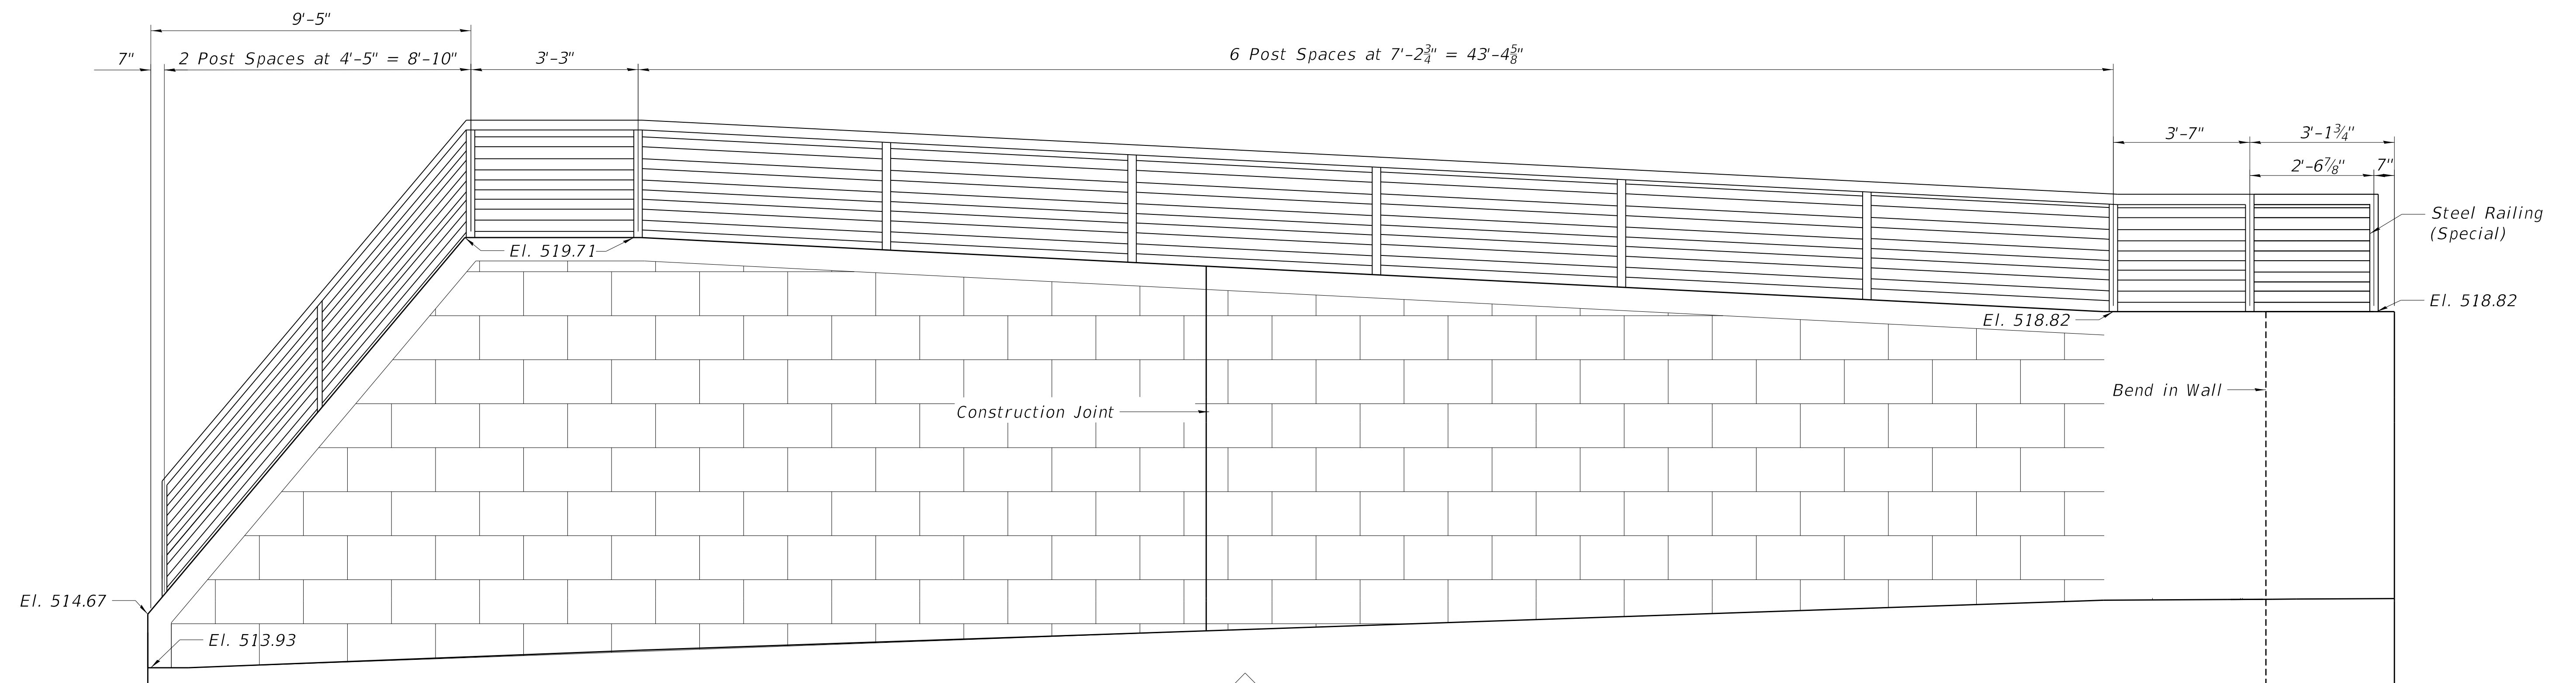 9'-5"
7"
2 Post Spaces at 4'-5" = 8'-10"
3'-3"
6 Post Spaces at 7'-2¾" = 43'-4⅝"
3'-7"
3'-1¾"
2'-6⅞"
7"
Steel Railing
(Special)
El. 519.71
El. 518.82
El. 518.82
Bend in Wall
Construction Joint
El. 514.67
El. 513.93